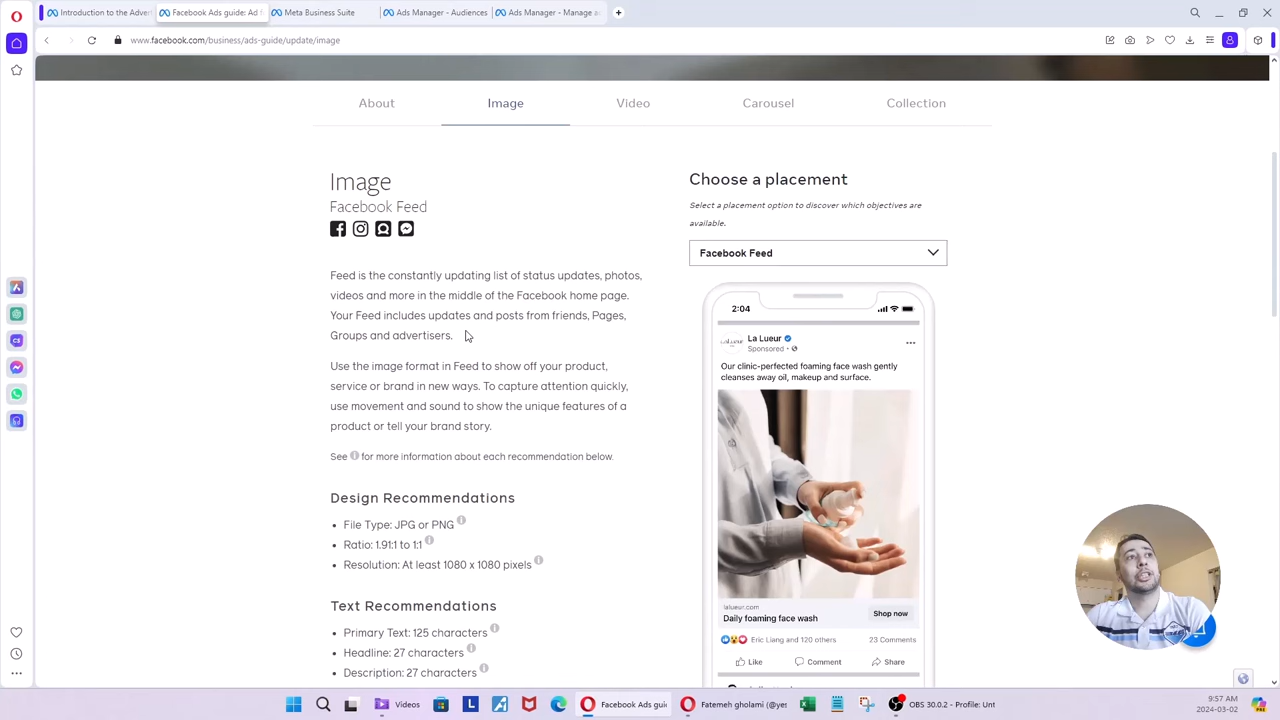 Introduction to the Advert
Facebook Ads guide: Ad S
Meta Business Suite
Ads Manager - Audiences
Ads Manager - Manage a
www.facebook.com/business/ads-guide/update/image
About
Image
Video
Carousel
Collection
Image
Facebook Feed
Feed is the constantly updating list of status updates, photos,
videos and more in the middle of the Facebook home page.
Your Feed includes updates and posts from friends, Pages,
Groups and advertisers.
Use the image format in Feed to show off your product,
service or brand in new ways. To capture attention quickly,
use movement and sound to show the unique features of a
product or tell your brand story.
See for more information about each recommendation below.
Design Recommendations
• File Type: JPG or PNG
• Ratio: 1.91:1 to 1:1
• Resolution: At least 1080 x 1080 pixels
Text Recommendations
• Primary Text: 125 characters
• Headline: 27 characters
• Description: 27 characters
Choose a placement
Select a placement option to discover which objectives are
available.
Facebook Feed
2:04
La Lueur
Sponsored •
Our clinic-perfected foaming face wash gently
cleanses away oil, makeup and surface.
lalueur.com
Daily foaming face wash
Shop now
Eric Liang and 120 others
23 Comments
Like
Comment
Share
Videos
Facebook Ads guid
Fatemeh gholami (@yes
OBS 30.0.2 - Profile: Unt
9:57 AM
2024-03-02